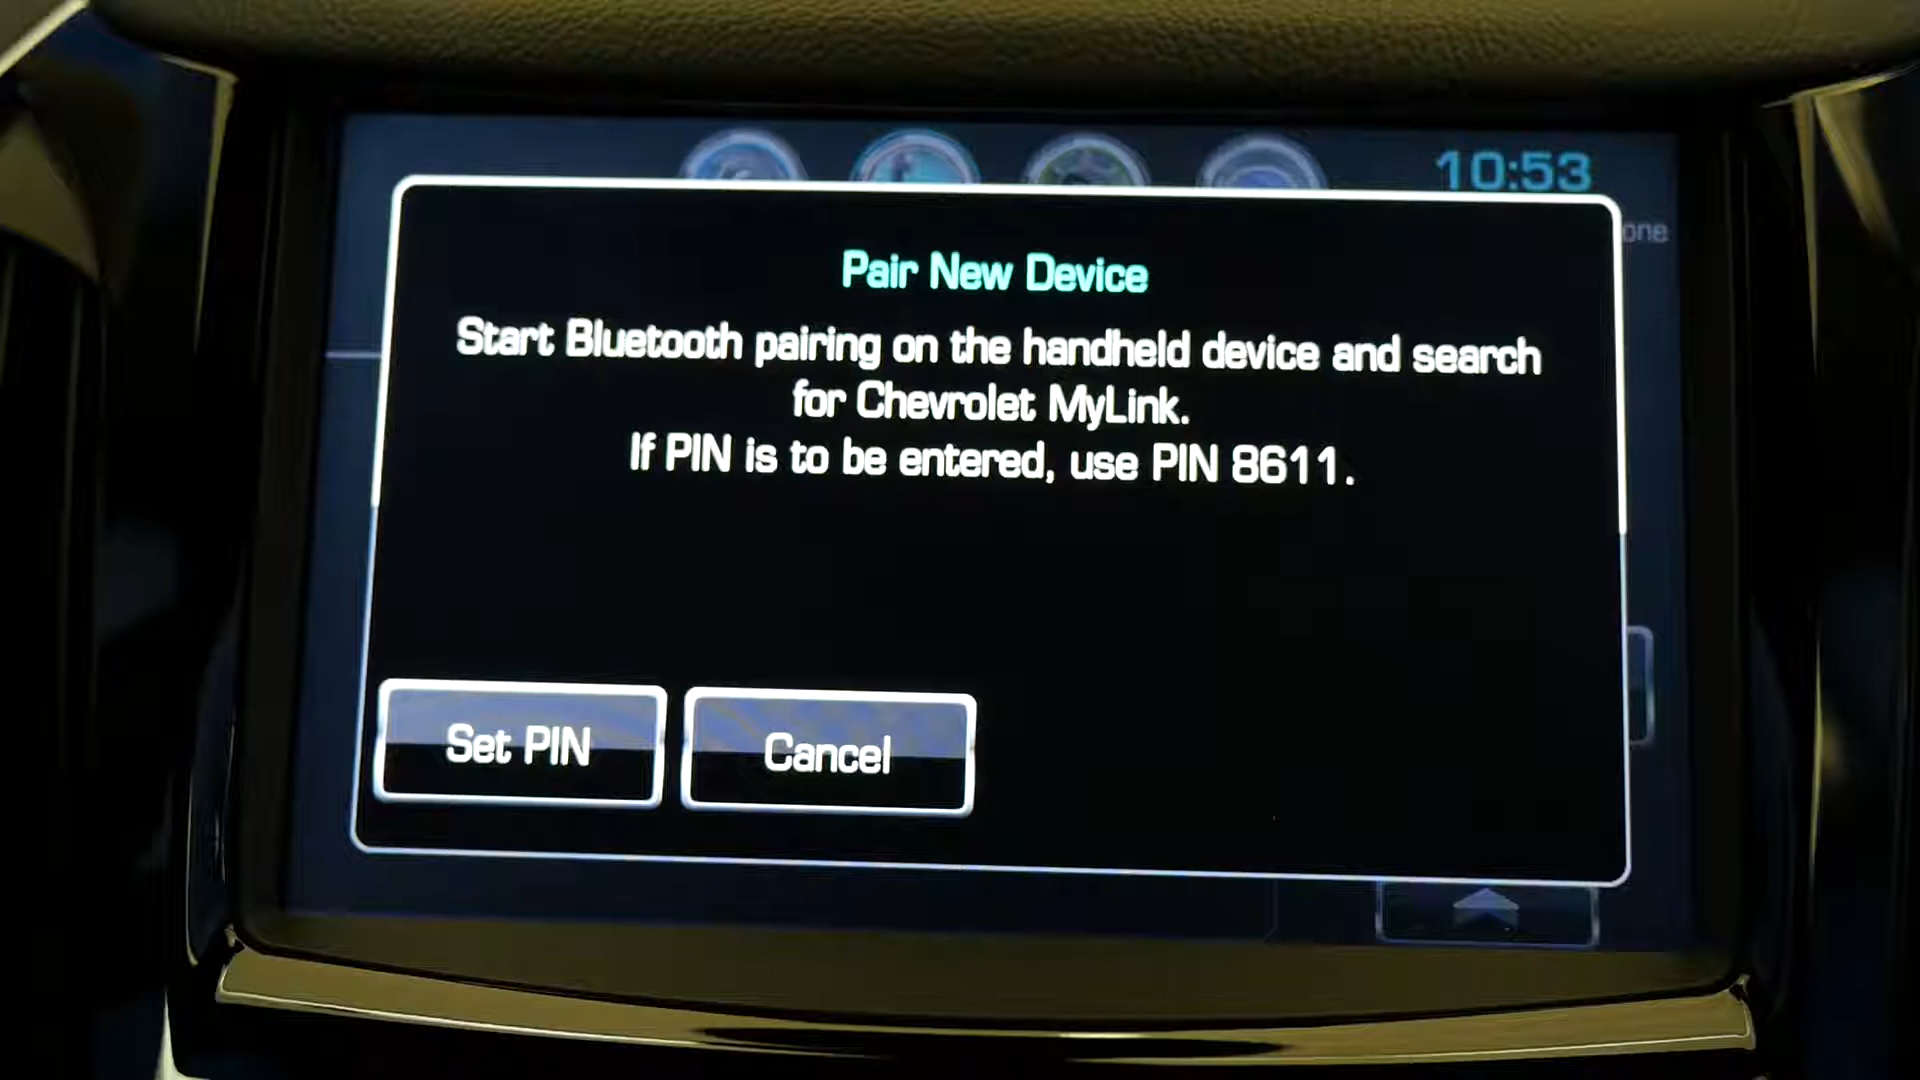 10:53
one
Pair New Device
Start Bluetooth pairing on the handheld device and search
for Chevrolet MyLink.
If PIN is to be entered, use PIN 8611.
Set PIN
Cancel